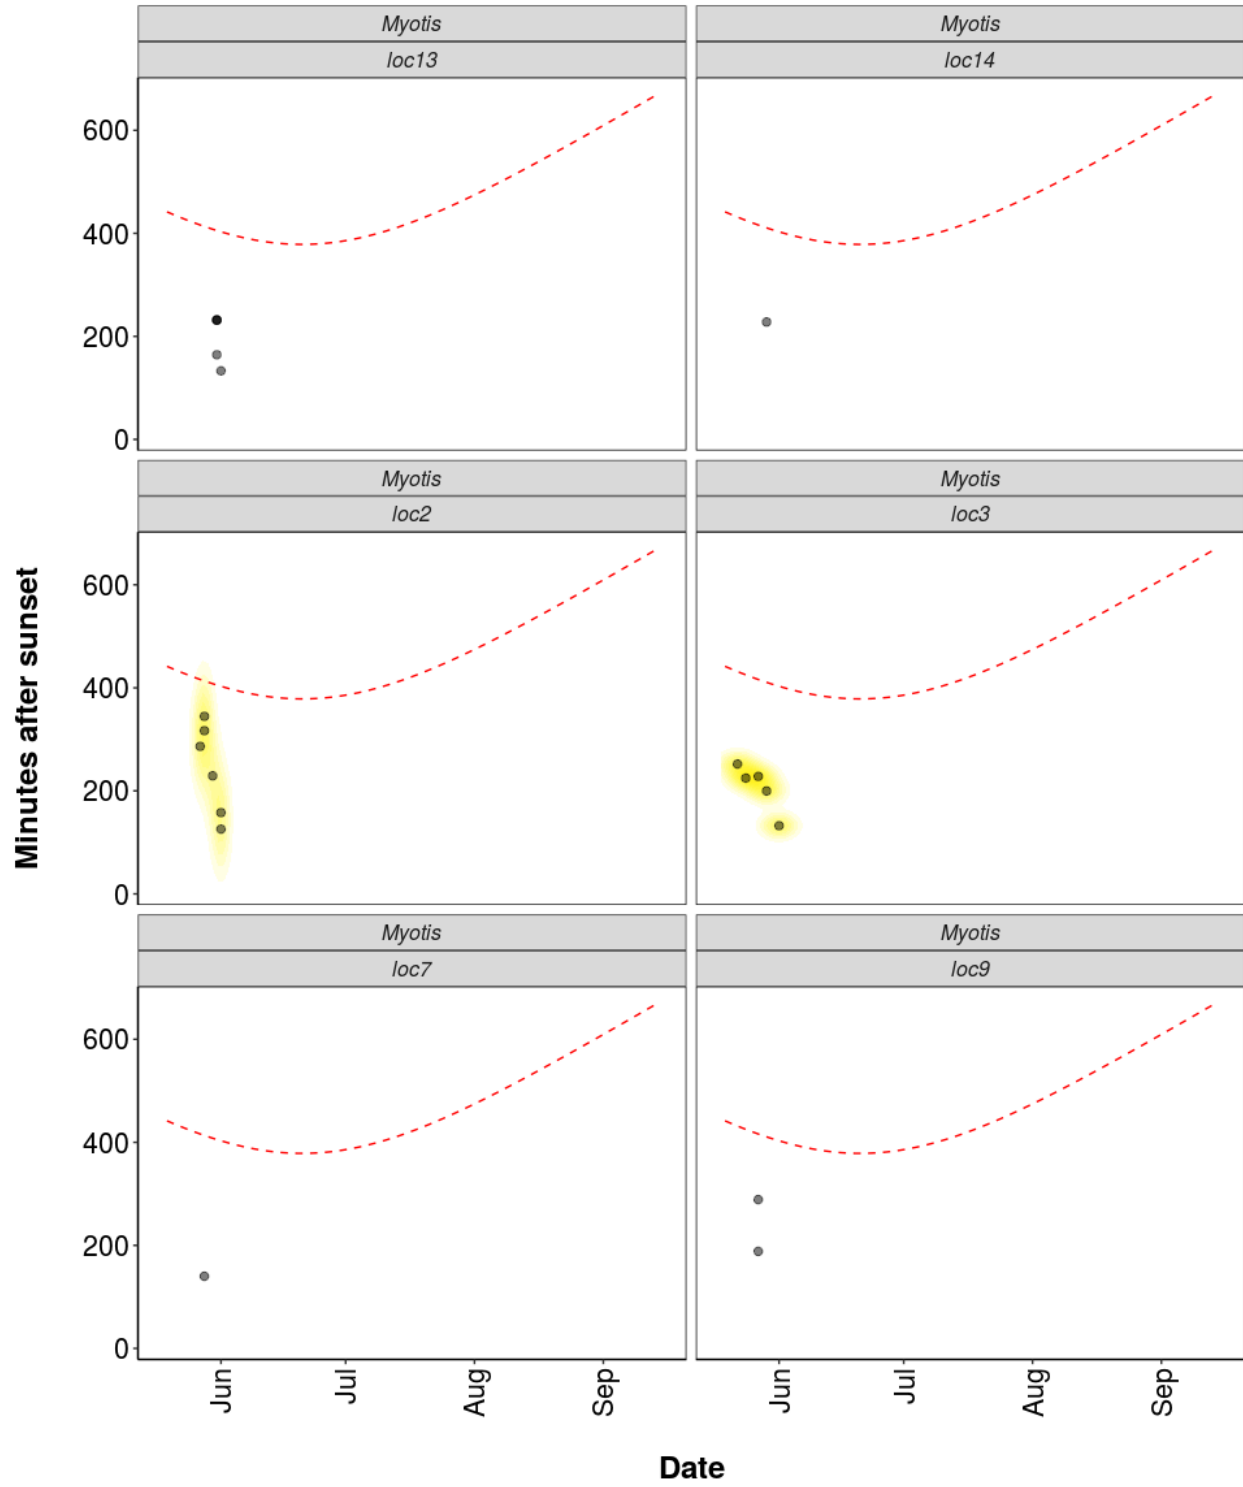 Myotis Myotis
loc13 loc14
600
400
200
0
Myotis Myotis
loc2 loc3
600
400
200
0
Myotis Myotis
loc7 loc9
600
400
200
0
Jun Jul Aug Sep Jun Jul Aug Sep
Date
Minutes after sunset